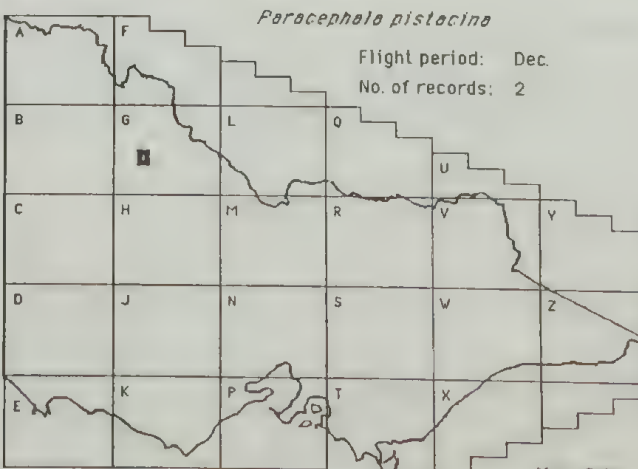 Paracephala pistacina
Flight period: Dec.
No. of records: 2
A F
B G L Q
U
C H M R V Y
D J N S W Z
E K P T X